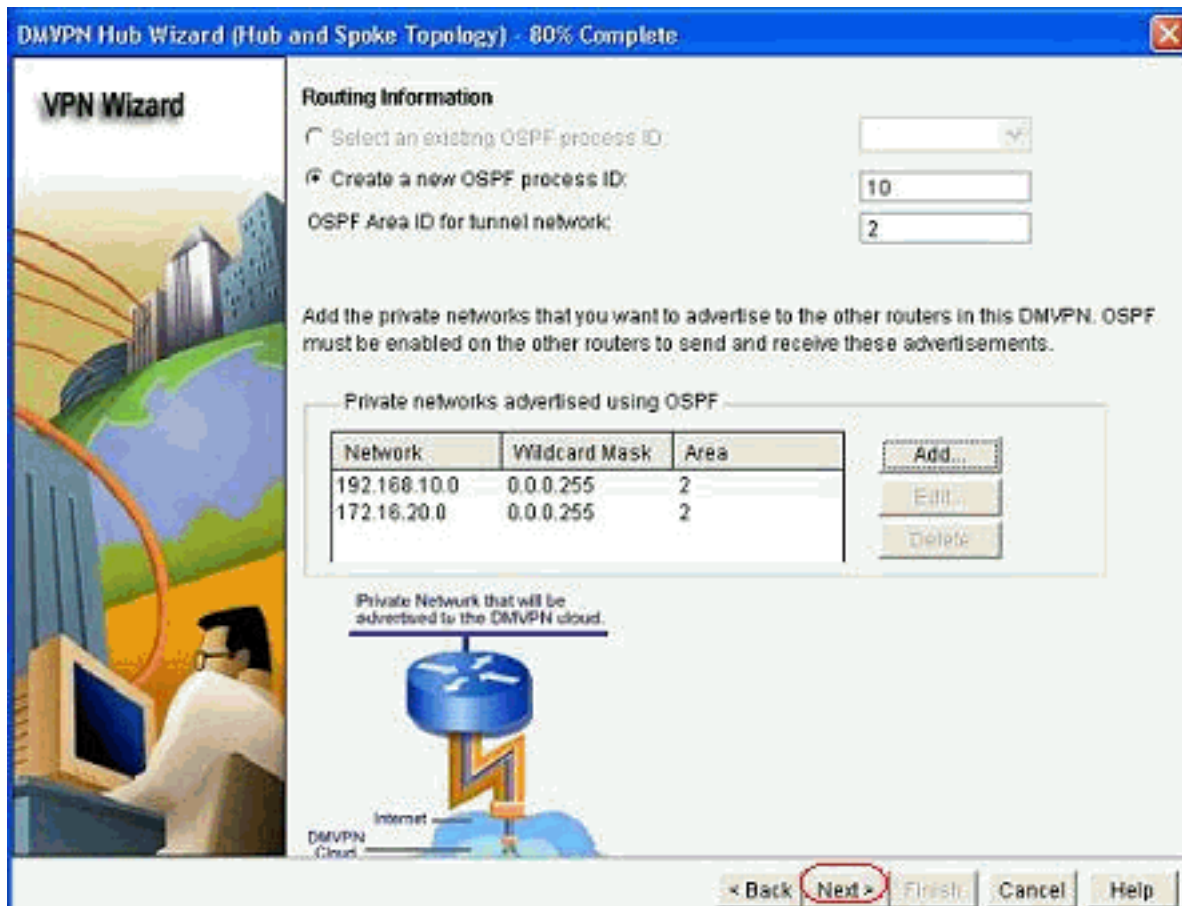 DMVPN Hub Wizard (Hub and Spoke Topology) - 80% Complete
VPN Wizard
Routing Information
Select an existing OSPF process ID:
Create a new OSPF process ID:
10
OSPF Area ID for tunnel network:
2
Add the private networks that you want to advertise to the other routers in this DMVPN. OSPF
must be enabled on the other routers to send and receive these advertisements.
Private networks advertised using OSPF
Network Wildcard Mask Area
192.168.10.0 0.0.0.255 2
172.16.20.0 0.0.0.255 2
Add...
Edit...
Delete
Private Network that will be
advertised to the DMVPN cloud.
Internet
DMVPN
Cloud
< Back Next > Finish Cancel Help